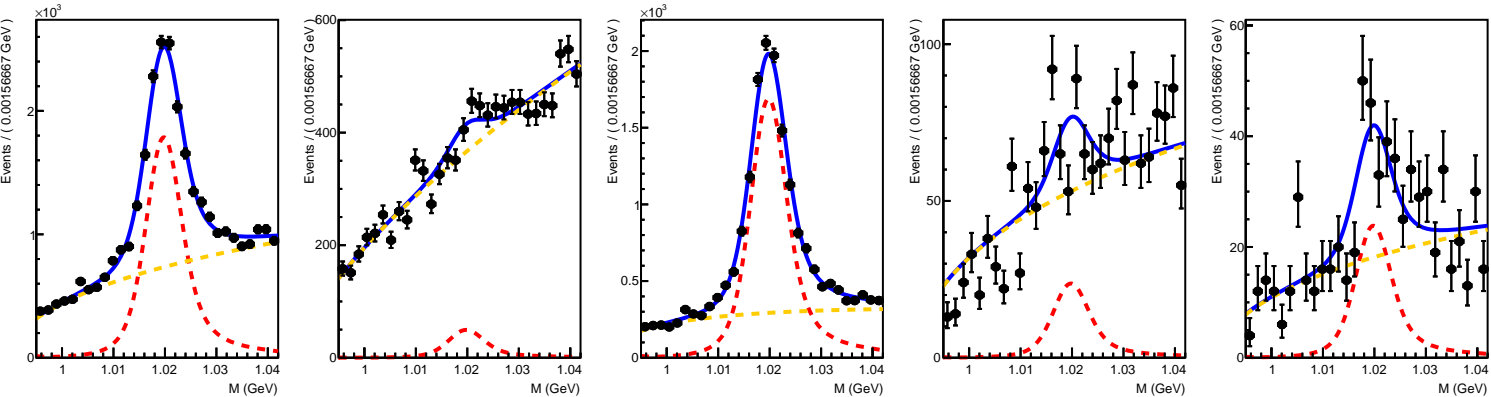 ×10³
Events / ( 0.00156667 GeV )
2
1
0
1 1.01 1.02 1.03 1.04
M (GeV)
600
Events / ( 0.00156667 GeV )
400
200
0
1 1.01 1.02 1.03 1.04
M (GeV)
×10³
Events / ( 0.00156667 GeV )
2
1.5
1
0.5
0
1 1.01 1.02 1.03 1.04
M (GeV)
Events / ( 0.00156667 GeV )
100
50
0
1 1.01 1.02 1.03 1.04
M (GeV)
Events / ( 0.00156667 GeV )
60
40
20
0
1 1.01 1.02 1.03 1.04
M (GeV)